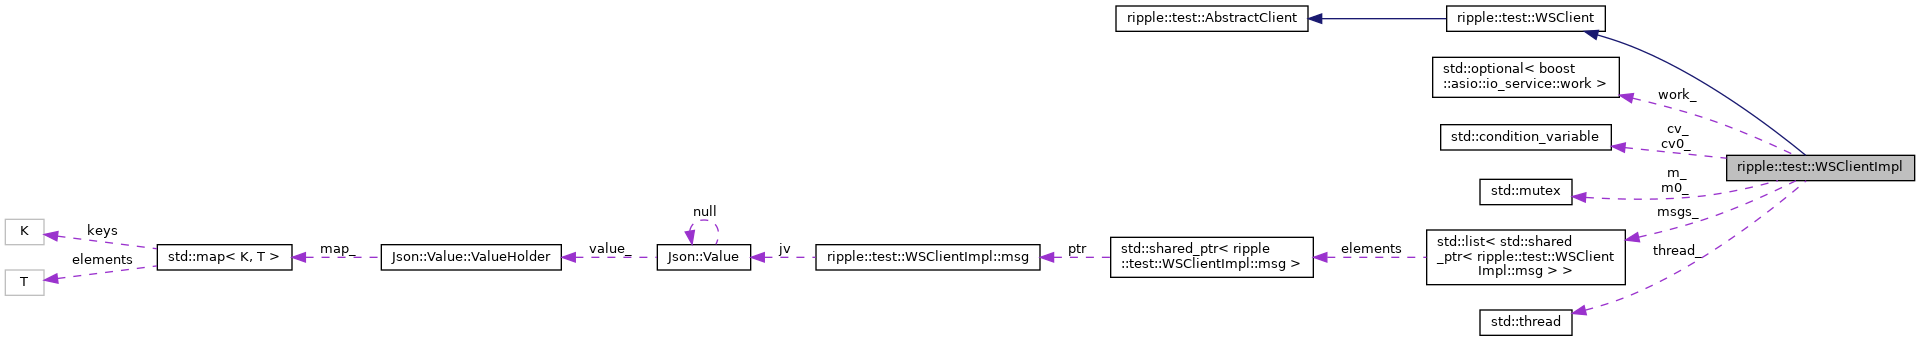 ripple::test::AbstractClient
ripple::test::WSClient
std::optional< boost
::asio::io_service::work >
work_
std::condition_variable
cv_
cv0_
ripple::test::WSClientImpl
std::mutex
m_
m0_
msgs_
null
K
keys
std::list< std::shared
_ptr< ripple::test::WSClient
Impl::msg > >
std::map< K, T >
map_
Json::Value::ValueHolder
value_
Json::Value
jv
ripple::test::WSClientImpl::msg
ptr
std::shared_ptr< ripple
::test::WSClientImpl::msg >
elements
thread_
elements
T
std::thread